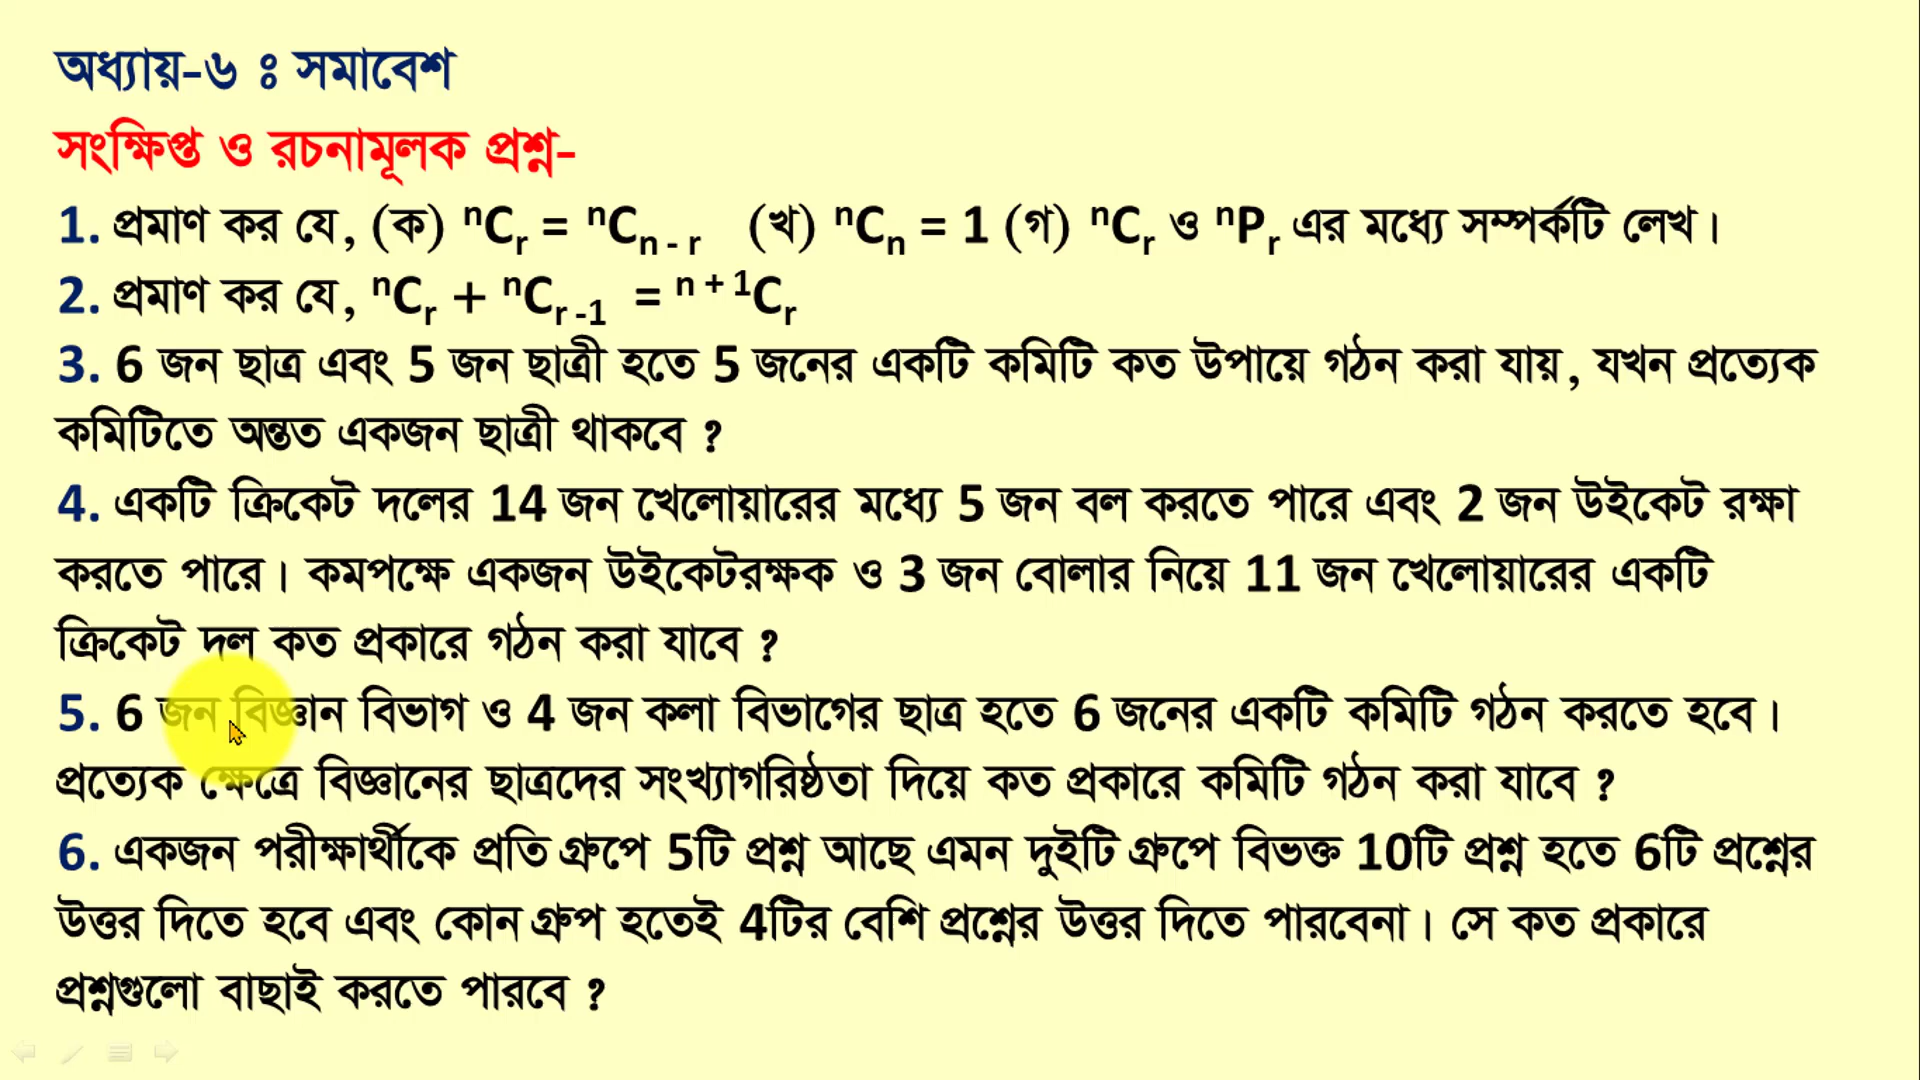 অধ্যায়-৬ ঃ সমাবেশ
সংক্ষিপ্ত ও রচনামূলক প্রশ্ন-
1. প্রমাণ কর যে, (ক) ⁿCᵣ = ⁿCₙ₋ᵣ (খ) ⁿCₙ = 1 (গ) ⁿCᵣ ও ⁿPᵣ এর মধ্যে সম্পর্কটি লেখ।
2. প্রমাণ কর যে, ⁿCᵣ + ⁿCᵣ₋₁ = ⁿ⁺¹Cᵣ
3. 6 জন ছাত্র এবং 5 জন ছাত্রী হতে 5 জনের একটি কমিটি কত উপায়ে গঠন করা যায়, যখন প্রত্যেক
কমিটিতে অন্তত একজন ছাত্রী থাকবে ?
4. একটি ক্রিকেট দলের 14 জন খেলোয়ারের মধ্যে 5 জন বল করতে পারে এবং 2 জন উইকেট রক্ষা
করতে পারে। কমপক্ষে একজন উইকেটরক্ষক ও 3 জন বোলার নিয়ে 11 জন খেলোয়ারের একটি
ক্রিকেট দল কত প্রকারে গঠন করা যাবে ?
5. 6 জন বিজ্ঞান বিভাগ ও 4 জন কলা বিভাগের ছাত্র হতে 6 জনের একটি কমিটি গঠন করতে হবে।
প্রত্যেক ক্ষেত্রে বিজ্ঞানের ছাত্রদের সংখ্যাগরিষ্ঠতা দিয়ে কত প্রকারে কমিটি গঠন করা যাবে ?
6. একজন পরীক্ষার্থীকে প্রতি গ্রুপে 5টি প্রশ্ন আছে এমন দুইটি গ্রুপে বিভক্ত 10টি প্রশ্ন হতে 6টি প্রশ্নের
উত্তর দিতে হবে এবং কোন গ্রুপ হতেই 4টির বেশি প্রশ্নের উত্তর দিতে পারবেনা। সে কত প্রকারে
প্রশ্নগুলো বাছাই করতে পারবে ?